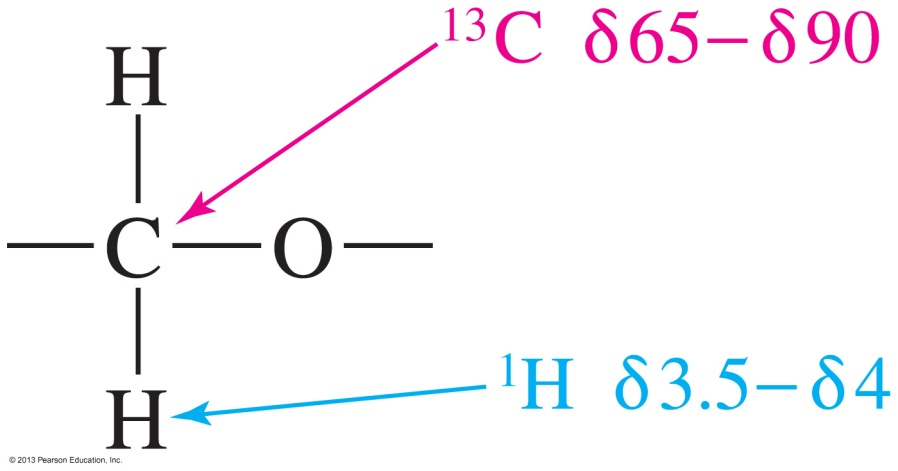 ¹³C δ65–δ90
H
C O
¹H δ3.5–δ4
H
© 2013 Pearson Education, Inc.